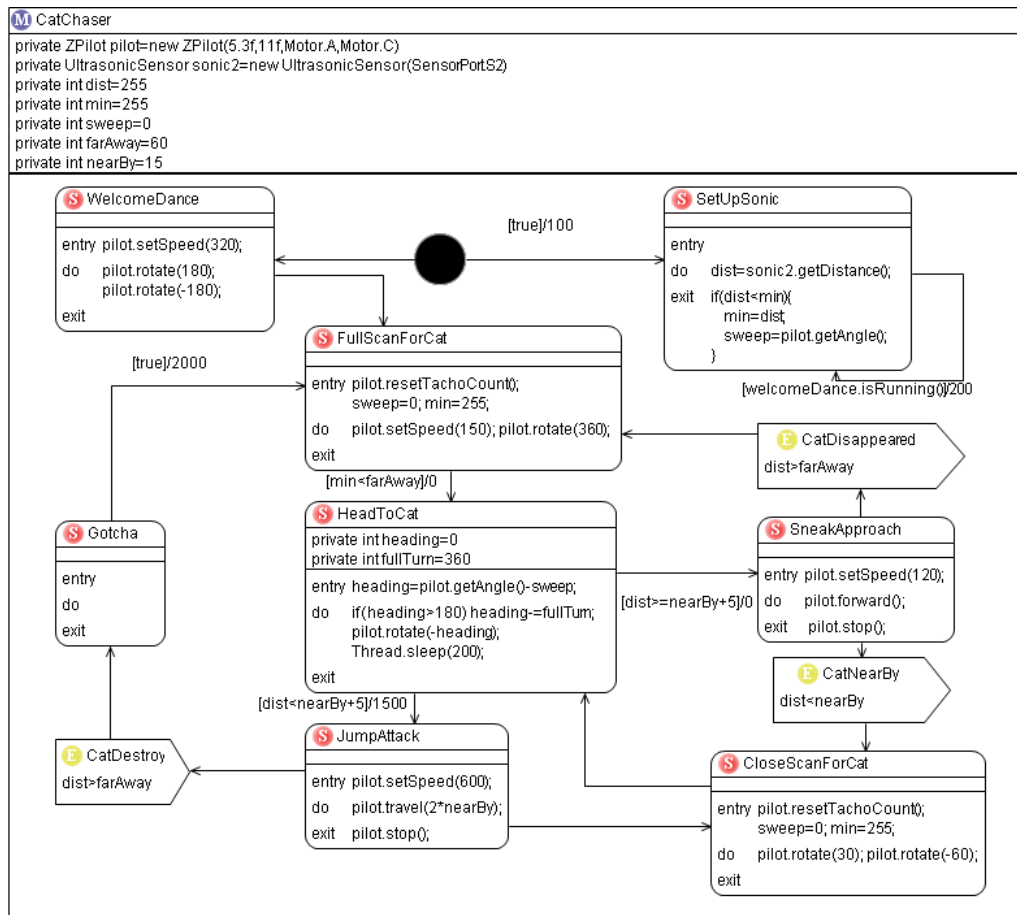 M CatChaser
private ZPilot pilot=new ZPilot(5.3f,11f,Motor.A,Motor.C)
private UltrasonicSensor sonic2=new UltrasonicSensor(SensorPort.S2)
private int dist=255
private int min=255
private int sweep=0
private int farAway=60
private int nearBy=15
S WelcomeDance
entry pilot.setSpeed(320);
do pilot.rotate(180);
pilot.rotate(-180);
exit
[true]/100
S SetUpSonic
entry
do dist=sonic2.getDistance();
exit if(dist<min){
min=dist;
sweep=pilot.getAngle();
}
[welcomeDance.isRunning()]/200
[true]/2000
S FullScanForCat
entry pilot.resetTachoCount();
sweep=0; min=255;
do pilot.setSpeed(150); pilot.rotate(360);
exit
E CatDisappeared
dist>farAway
[min<farAway]/0
S HeadToCat
private int heading=0
private int fullTurn=360
entry heading=pilot.getAngle()-sweep;
do if(heading>180) heading-=fullTurn;
pilot.rotate(-heading);
Thread.sleep(200);
exit
S Gotcha
entry
do
exit
[dist>=nearBy+5]/0
S SneakApproach
entry pilot.setSpeed(120);
do pilot.forward();
exit pilot.stop();
E CatNearBy
dist<nearBy
[dist<nearBy+5]/1500
S JumpAttack
entry pilot.setSpeed(600);
do pilot.travel(2*nearBy);
exit pilot.stop();
E CatDestroy
dist>farAway
S CloseScanForCat
entry pilot.resetTachoCount();
sweep=0; min=255;
do pilot.rotate(30); pilot.rotate(-60);
exit